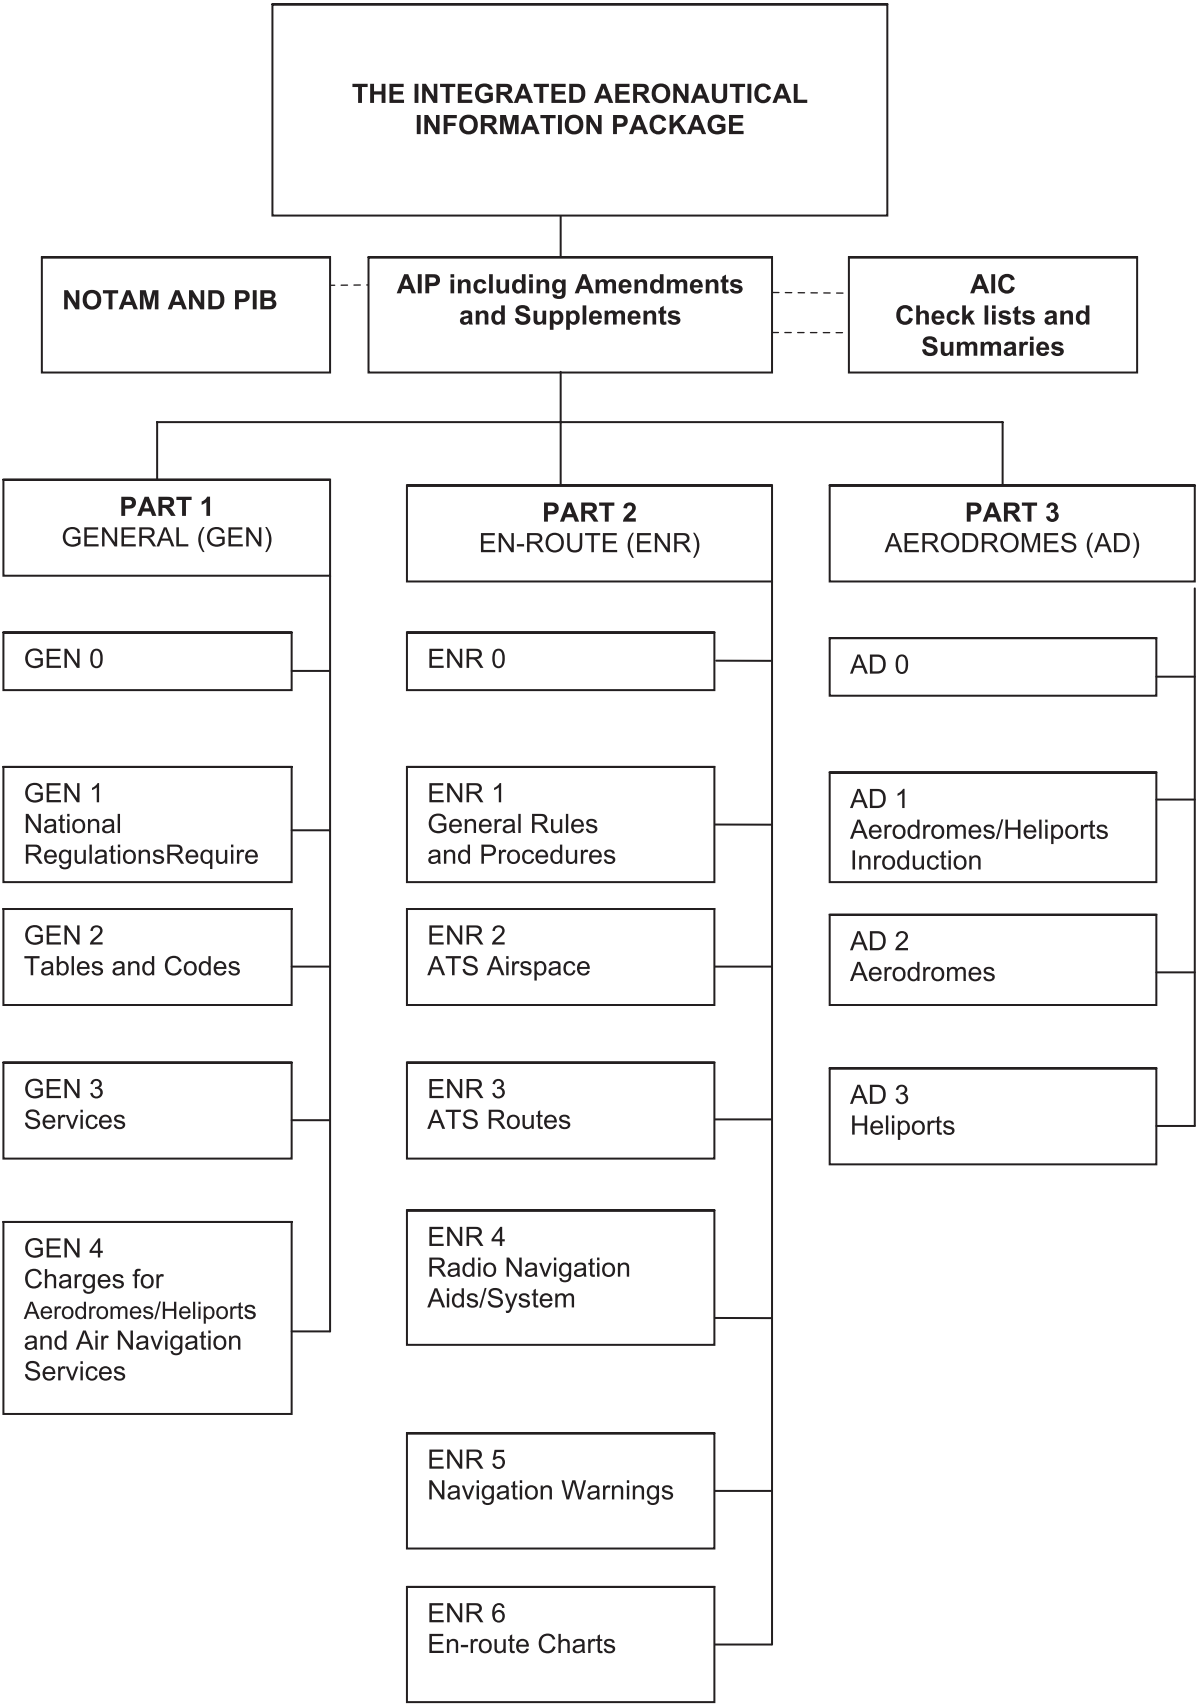 THE INTEGRATED AERONAUTICAL
INFORMATION PACKAGE
NOTAM AND PIB
AIP including Amendments
and Supplements
AIC
Check lists and
Summaries
PART 1
GENERAL (GEN)
GEN 0
GEN 1
National
RegulationsRequire
GEN 2
Tables and Codes
GEN 3
Services
GEN 4
Charges for
Aerodromes/Heliports
and Air Navigation
Services
PART 2
EN-ROUTE (ENR)
ENR 0
ENR 1
General Rules
and Procedures
ENR 2
ATS Airspace
ENR 3
ATS Routes
ENR 4
Radio Navigation
Aids/System
ENR 5
Navigation Warnings
ENR 6
En-route Charts
PART 3
AERODROMES (AD)
AD 0
AD 1
Aerodromes/Heliports
Inroduction
AD 2
Aerodromes
AD 3
Heliports